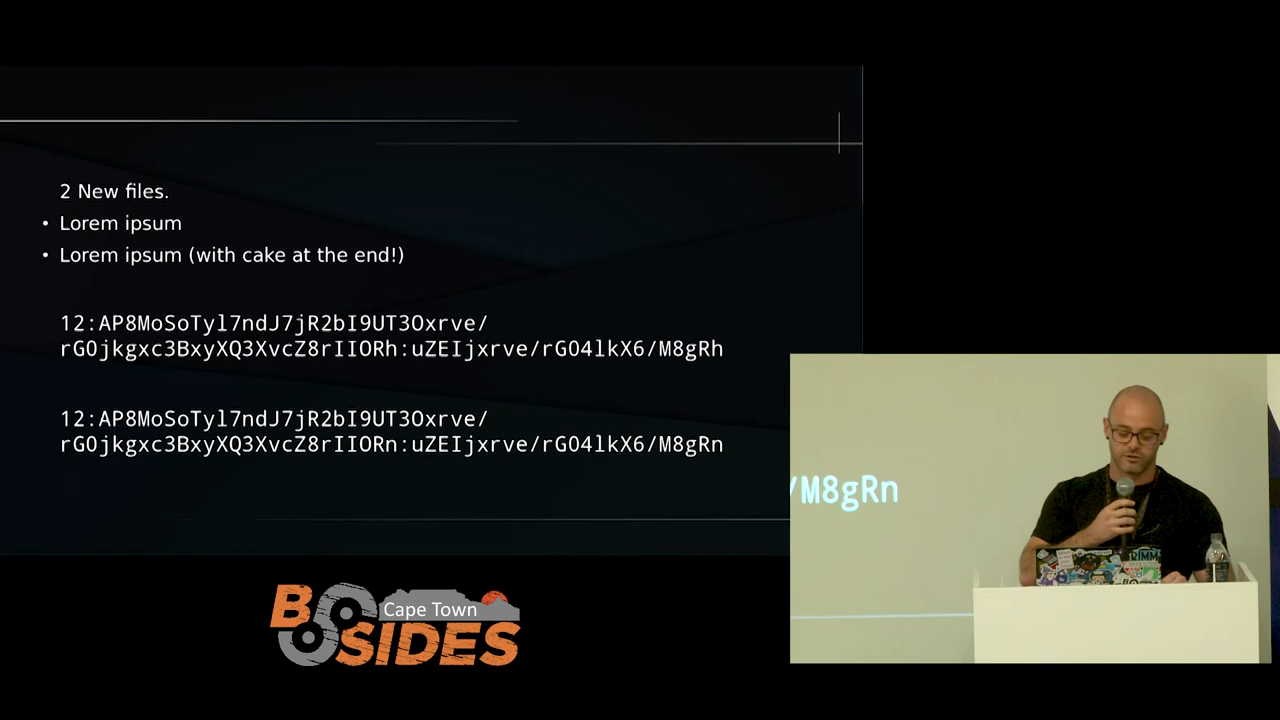 2 New files.
• Lorem ipsum
• Lorem ipsum (with cake at the end!)
12:AP8MoSoTyl7ndJ7jR2bI9UT3Oxrve/
rGOjkgxc3BxyXQ3XvcZ8rIIORh:uZEIjxrve/rGO4lkX6/M8gRh
12:AP8MoSoTyl7ndJ7jR2bI9UT3Oxrve/
rGOjkgxc3BxyXQ3XvcZ8rIIORn:uZEIjxrve/rGO4lkX6/M8gRn
/M8gRn
RIMM
Cape Town
BSIDES